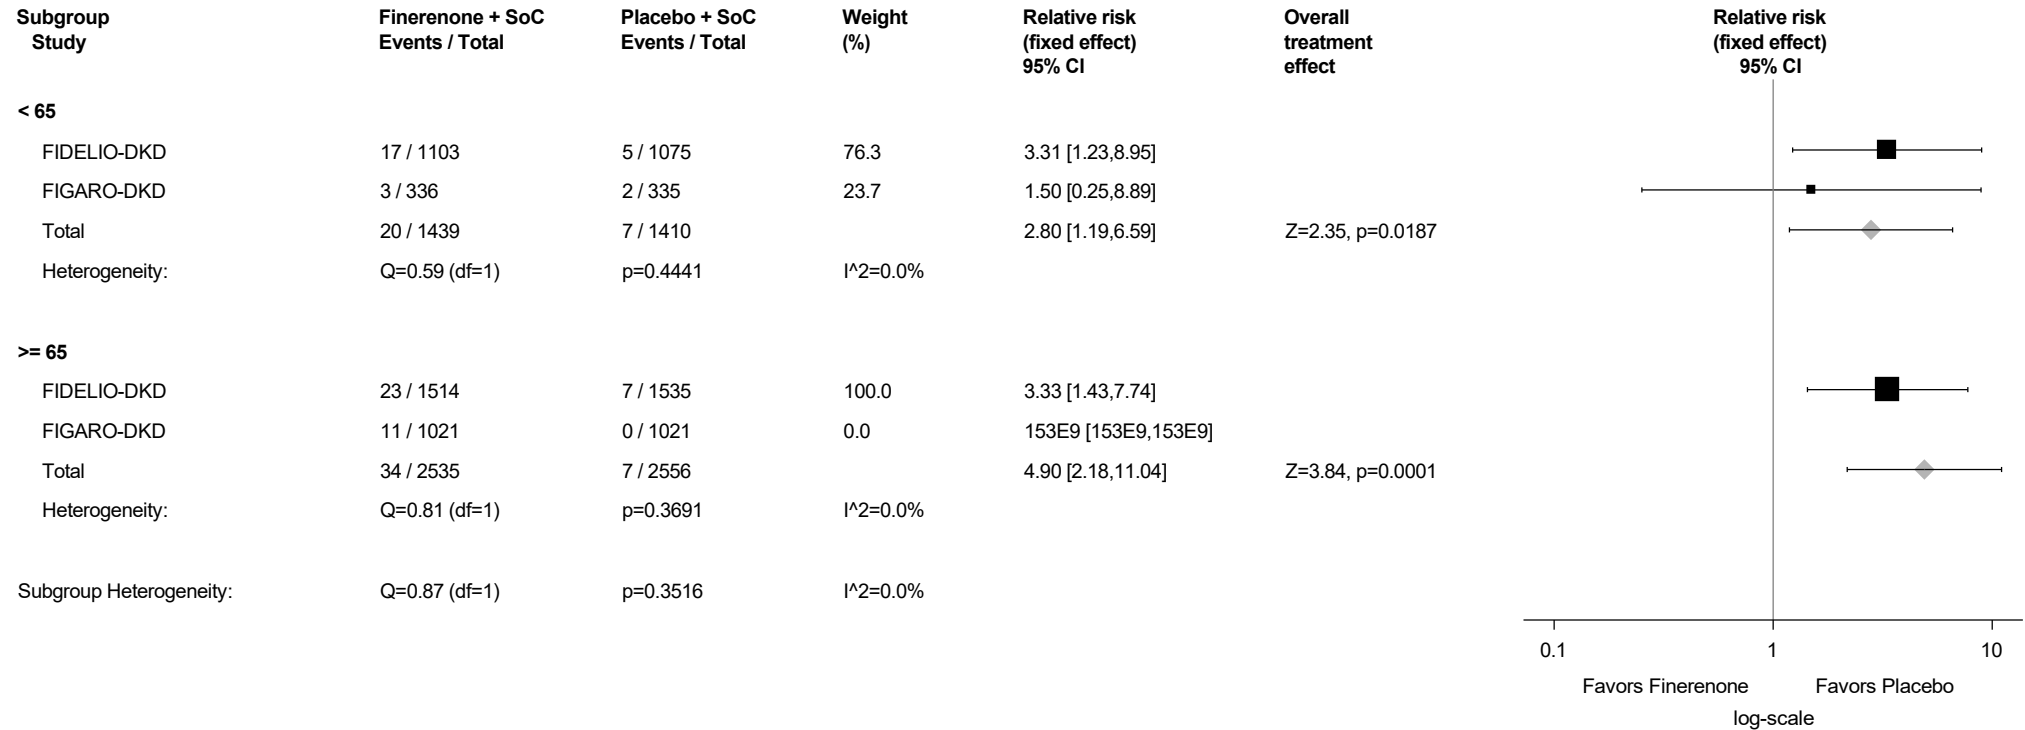 Subgroup Finerenone + SoC Placebo + SoC Weight Relative risk Overall Relative risk
Study Events / Total Events / Total (%) (fixed effect) treatment (fixed effect)
95% CI effect 95% CI
< 65
FIDELIO-DKD 17 / 1103 5 / 1075 76.3 3.31 [1.23,8.95]
FIGARO-DKD 3 / 336 2 / 335 23.7 1.50 [0.25,8.89]
Total 20 / 1439 7 / 1410 2.80 [1.19,6.59] Z=2.35, p=0.0187
Heterogeneity: Q=0.59 (df=1) p=0.4441 I^2=0.0%
>= 65
FIDELIO-DKD 23 / 1514 7 / 1535 100.0 3.33 [1.43,7.74]
FIGARO-DKD 11 / 1021 0 / 1021 0.0 153E9 [153E9,153E9]
Total 34 / 2535 7 / 2556 4.90 [2.18,11.04] Z=3.84, p=0.0001
Heterogeneity: Q=0.81 (df=1) p=0.3691 I^2=0.0%
Subgroup Heterogeneity: Q=0.87 (df=1) p=0.3516 I^2=0.0%
0.1 1 10
Favors Finerenone Favors Placebo
log-scale